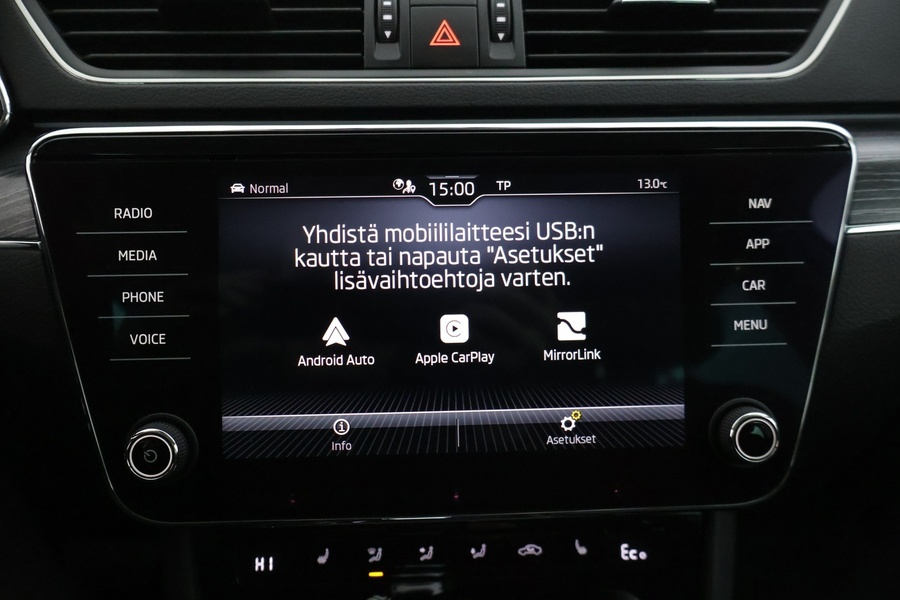 Normal
15:00
TP
13.0°C
RADIO
MEDIA
PHONE
VOICE
Yhdistä mobiililaitteesi USB:n
kautta tai napauta "Asetukset"
lisävaihtoehtoja varten.
Android Auto
Apple CarPlay
MirrorLink
Info
Asetukset
NAV
APP
CAR
MENU
HI